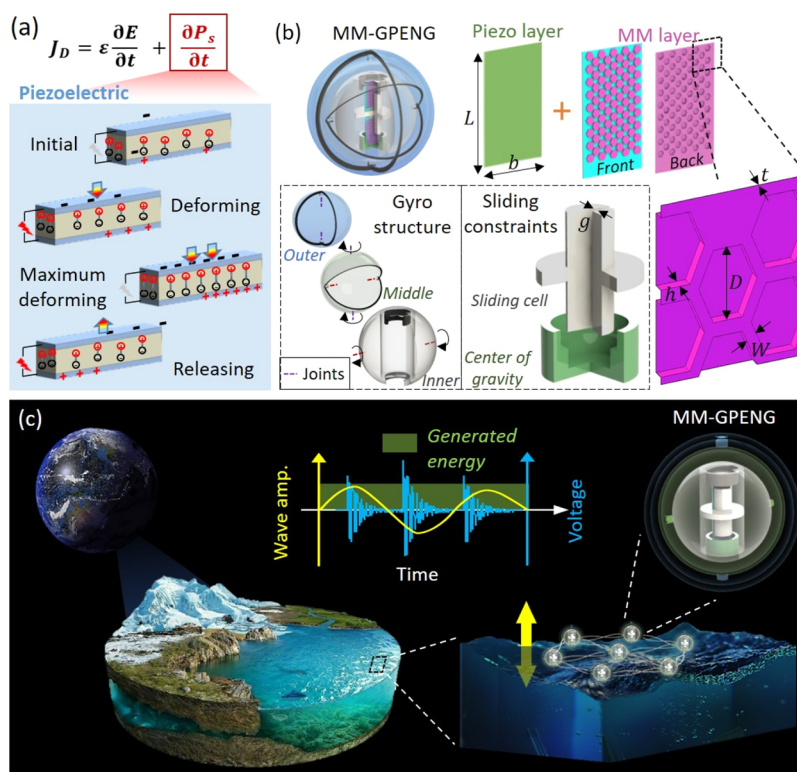 (a)
J_D = ε ∂E/∂t + ∂P_s/∂t
Piezoelectric
Initial
Deforming
Maximum
deforming
Releasing
(b)
MM-GPENG
Piezo layer
MM layer
L
b
+
Front
Back
t
D
h
W
Gyro
structure
Outer
Middle
Inner
Joints
Sliding
constraints
g
Sliding cell
Center of
gravity
(c)
Generated
energy
Wave amp.
Voltage
Time
MM-GPENG